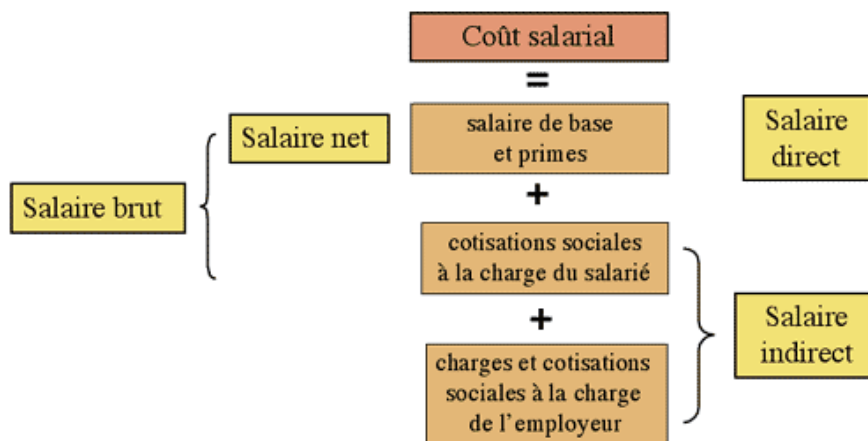 Coût salarial
=
Salaire net
salaire de base
et primes
Salaire
direct
+
Salaire brut
cotisations sociales
à la charge du salarié
+
Salaire
indirect
charges et cotisations
sociales à la charge
de l’employeur